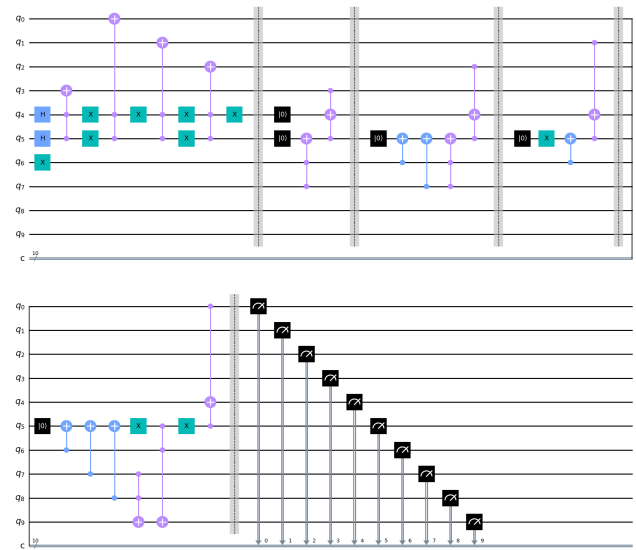 q0
q1
q2
q3
q4 H X X X X |0⟩
q5 H X X |0⟩ |0⟩ |0⟩ X
q6 X
q7
q8
q9
c 10
q0
q1
q2
q3
q4
q5 |0⟩ X X
q6
q7
q8
q9
c 10 0 1 2 3 4 5 6 7 8 9